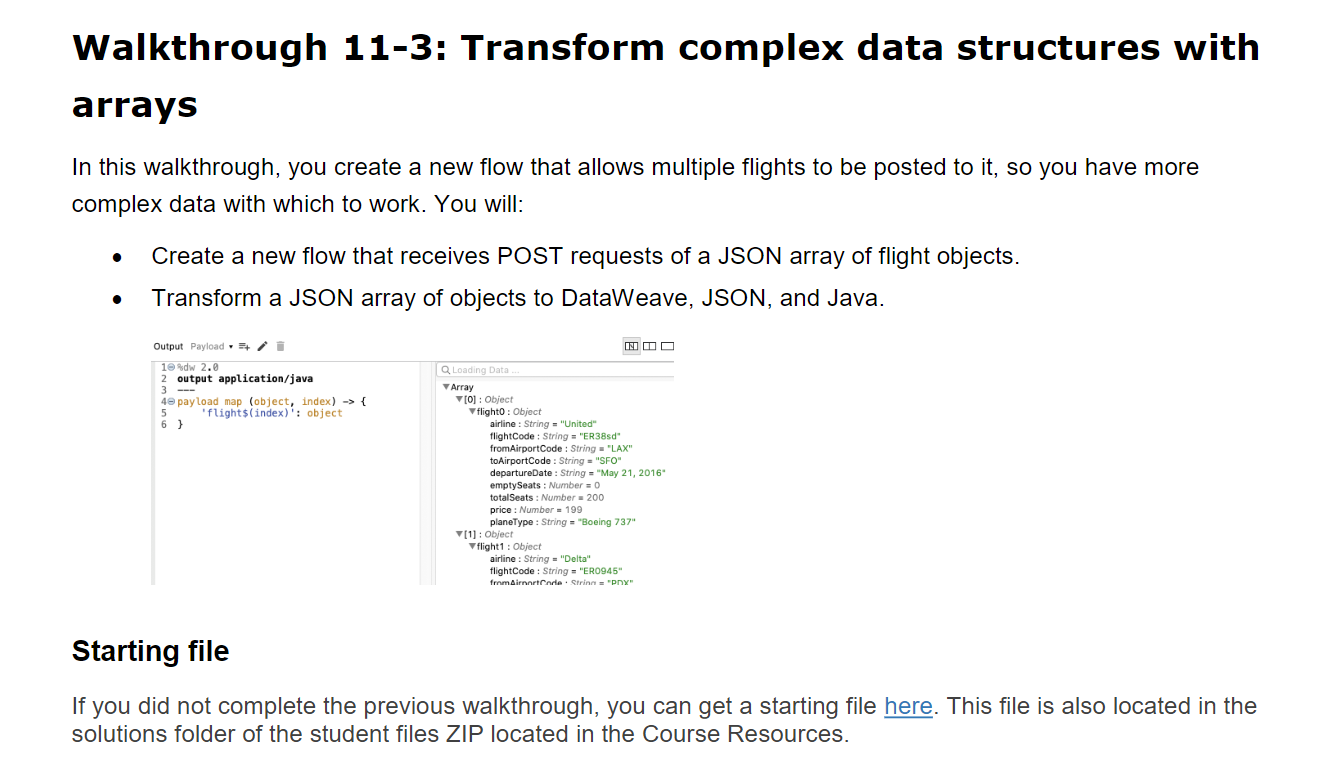 Walkthrough 11-3: Transform complex data structures with
arrays
In this walkthrough, you create a new flow that allows multiple flights to be posted to it, so you have more
complex data with which to work. You will:
• Create a new flow that receives POST requests of a JSON array of flight objects.
• Transform a JSON array of objects to DataWeave, JSON, and Java.
Output Payload
1 %dw 2.0
2 output application/java
3 ---
4 payload map (object, index) -> {
5 'flight$(index)': object
6 }
Loading Data ...
Array
[0] : Object
flight0 : Object
airline : String = "United"
flightCode : String = "ER38sd"
fromAirportCode : String = "LAX"
toAirportCode : String = "SFO"
departureDate : String = "May 21, 2016"
emptySeats : Number = 0
totalSeats : Number = 200
price : Number = 199
planeType : String = "Boeing 737"
[1] : Object
flight1 : Object
airline : String = "Delta"
flightCode : String = "ER0945"
fromAirportCode : String = "PDX"
Starting file
If you did not complete the previous walkthrough, you can get a starting file here. This file is also located in the
solutions folder of the student files ZIP located in the Course Resources.